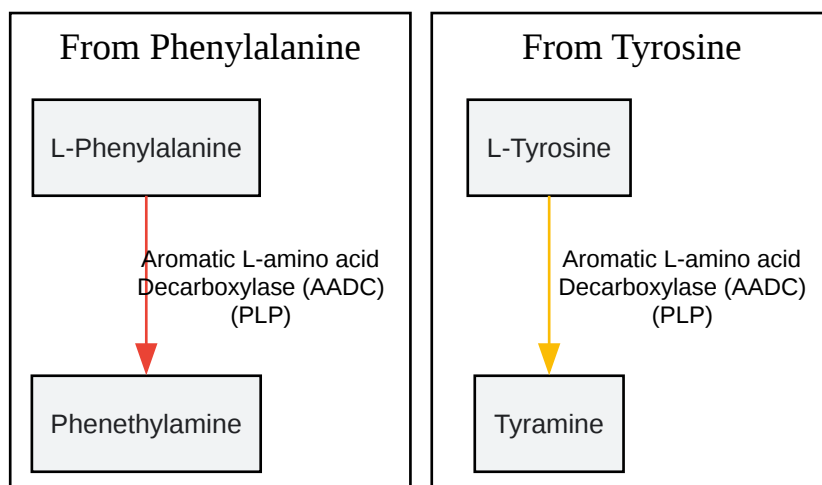 From Phenylalanine
L-Phenylalanine
Aromatic L-amino acid
Decarboxylase (AADC)
(PLP)
Phenethylamine
From Tyrosine
L-Tyrosine
Aromatic L-amino acid
Decarboxylase (AADC)
(PLP)
Tyramine